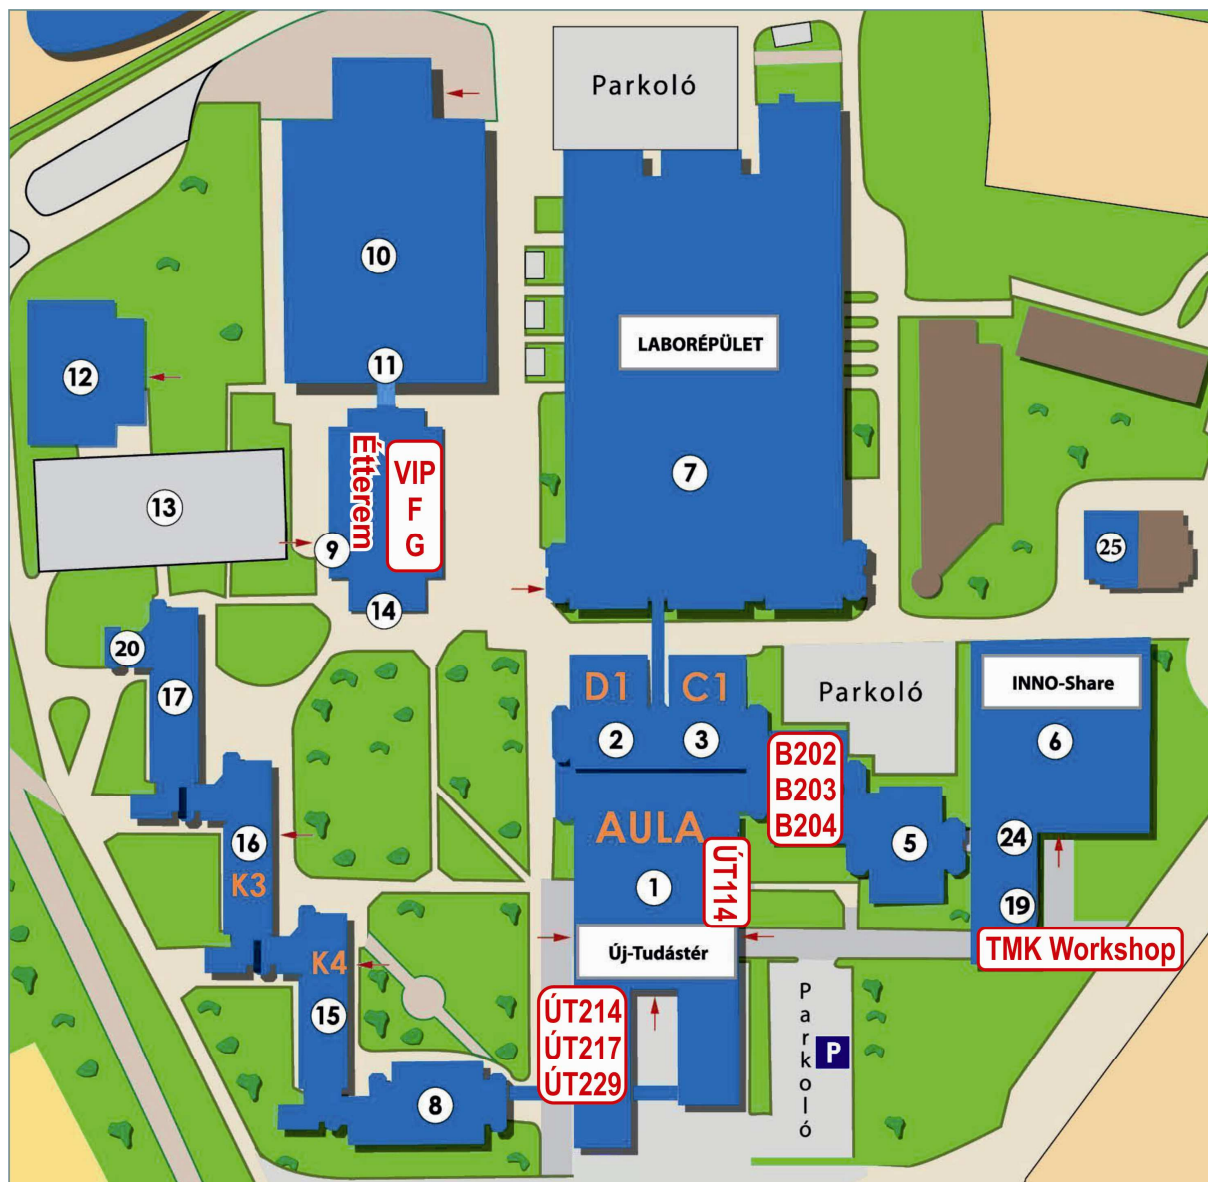 Parkoló
10
LABORÉPÜLET
11
12
Étterem
VIP
F
G
7
13
9
25
14
20
17
D1
C1
Parkoló
INNO-Share
2
3
6
B202
B203
B204
AULA
16
5
24
K3
1
ÚT114
19
Új-Tudástér
TMK Workshop
K4
15
ÚT214
ÚT217
ÚT229
Parkoló
P
8